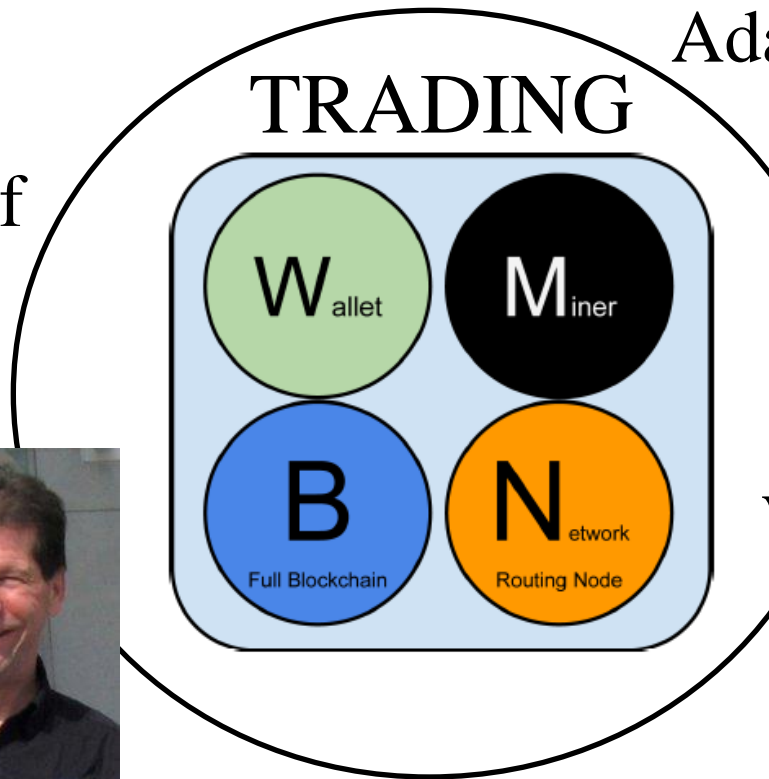 Ada
TRADING
f
Wallet
Miner
B
Full Blockchain
Network
Routing Node